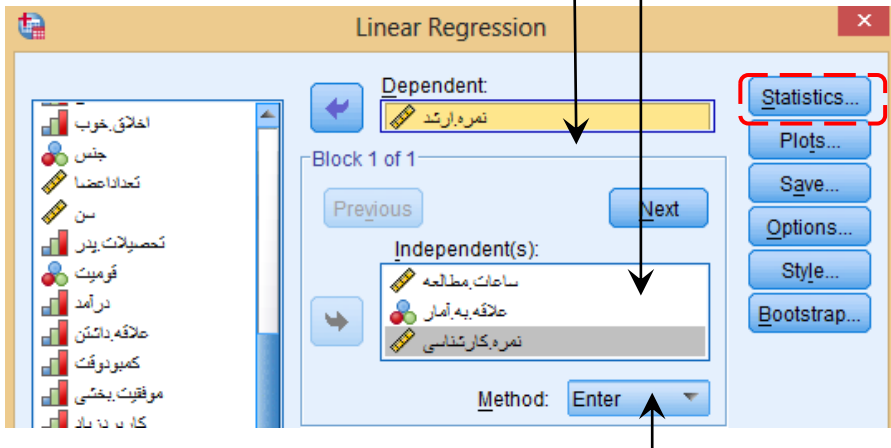 Linear Regression
Dependent:
نمره.ارشد
Block 1 of 1
Previous
Next
Independent(s):
ساعات.مطالعه
علاقه.به.آمار
نمره.کارشناسی
Method: Enter
Statistics...
Plots...
Save...
Options...
Style...
Bootstrap...
اخلاق.خوب
جنس
تعداداعضا
سن
تحصیلات.پدر
قومیت
درآمد
علاقه.داشتن
کمبودوقت
موفقیت.بخشی